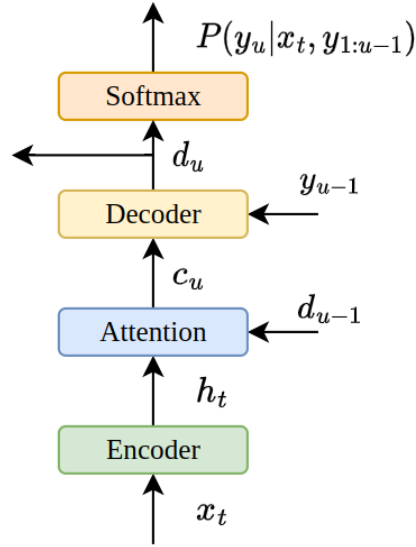 P(y_u|x_t, y_{1:u-1})
Softmax
d_u
y_{u-1}
Decoder
c_u
d_{u-1}
Attention
h_t
Encoder
x_t